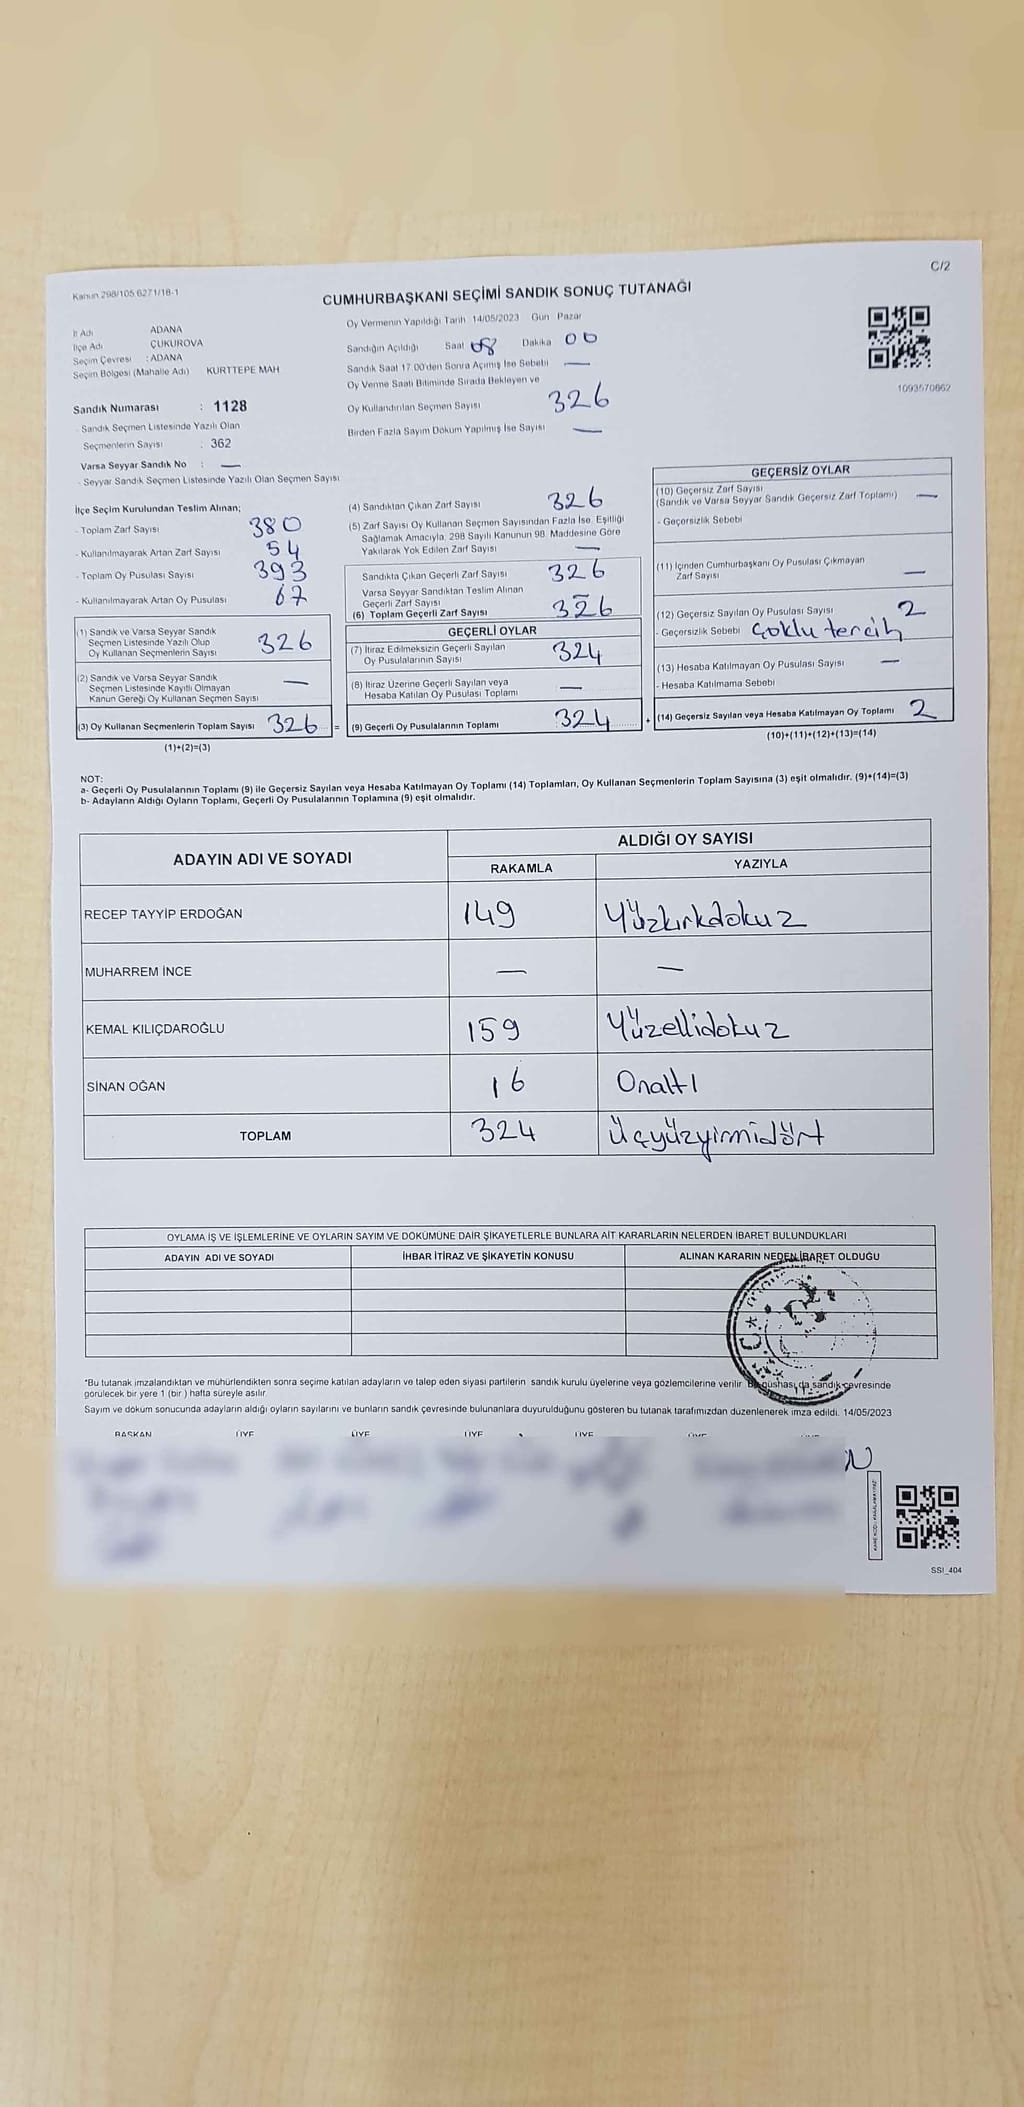 C/2
Kanun 298/105 6271/18-1
CUMHURBAŞKANI SEÇİMİ SANDIK SONUÇ TUTANAĞI
İl Adı ADANA
İlçe Adı ÇUKUROVA
Seçim Çevresi : ADANA
Seçim Bölgesi (Mahalle Adı) KURTTEPE MAH
Sandık Numarası : 1128
- Sandık Seçmen Listesinde Yazılı Olan
Seçmenlerin Sayısı : 362
Varsa Seyyar Sandık No : —
- Seyyar Sandık Seçmen Listesinde Yazılı Olan Seçmen Sayısı
Oy Vermenin Yapıldığı Tarih 14/05/2023 Gün Pazar
Sandığın Açıldığı Saat 08 Dakika 00
Sandık Saat 17.00'den Sonra Açımış İse Sebebi —
Oy Verme Saati Bitiminde Sırada Bekleyen ve
Oy Kullandırılan Seçmen Sayısı 326
Birden Fazla Sayım Döküm Yapılmış İse Sayısı —
1093570662
İlçe Seçim Kurulundan Teslim Alınan;
- Toplam Zarf Sayısı 380
- Kullanılmayarak Artan Zarf Sayısı 54
- Toplam Oy Pusulası Sayısı 393
- Kullanılmayarak Artan Oy Pusulası 67
(1) Sandık ve Varsa Seyyar Sandık
Seçmen Listesinde Yazılı Olup
Oy Kullanan Seçmenlerin Sayısı 326
(2) Sandık ve Varsa Seyyar Sandık
Seçmen Listesinde Kayıtlı Olmayan
Kanun Gereği Oy Kullanan Seçmen Sayısı —
(3) Oy Kullanan Seçmenlerin Toplam Sayısı 326 =
(1)+(2)=(3)
(4) Sandıktan Çıkan Zarf Sayısı 326
(5) Zarf Sayısı Oy Kullanan Seçmen Sayısından Fazla İse, Eşitliği
Sağlamak Amacıyla, 298 Sayılı Kanunun 98. Maddesine Göre
Yakılarak Yok Edilen Zarf Sayısı —
Sandıkta Çıkan Geçerli Zarf Sayısı 326
Varsa Seyyar Sandıktan Teslim Alınan
Geçerli Zarf Sayısı —
(6) Toplam Geçerli Zarf Sayısı 326
GEÇERLİ OYLAR
(7) İtiraz Edilmeksizin Geçerli Sayılan
Oy Pusulalarının Sayısı 324
(8) İtiraz Üzerine Geçerli Sayılan veya
Hesaba Katılan Oy Pusulası Toplamı —
(9) Geçerli Oy Pusulalarının Toplamı 324 +
GEÇERSİZ OYLAR
(10) Geçersiz Zarf Sayısı
(Sandık ve Varsa Seyyar Sandık Geçersiz Zarf Toplamı) —
- Geçersizlik Sebebi
(11) İçinden Cumhurbaşkanı Oy Pusulası Çıkmayan
Zarf Sayısı —
(12) Geçersiz Sayılan Oy Pusulası Sayısı 2
- Geçersizlik Sebebi Çoklu tercih
(13) Hesaba Katılmayan Oy Pusulası Sayısı —
- Hesaba Katılmama Sebebi
(14) Geçersiz Sayılan veya Hesaba Katılmayan Oy Toplamı 2
(10)+(11)+(12)+(13)=(14)
NOT:
a- Geçerli Oy Pusulalarının Toplamı (9) ile Geçersiz Sayılan veya Hesaba Katılmayan Oy Toplamı (14) Toplamları, Oy Kullanan Seçmenlerin Toplam Sayısına (3) eşit olmalıdır. (9)+(14)=(3)
b- Adayların Aldığı Oyların Toplamı, Geçerli Oy Pusulalarının Toplamına (9) eşit olmalıdır.
ADAYIN ADI VE SOYADI
ALDIĞI OY SAYISI
RAKAMLA YAZIYLA
RECEP TAYYİP ERDOĞAN 149 Yüzkırkdokuz
MUHARREM İNCE — —
KEMAL KILIÇDAROĞLU 159 Yüzellidokuz
SİNAN OĞAN 16 Onaltı
TOPLAM 324 Üçyüzyirmidört
OYLAMA İŞ VE İŞLEMLERİNE VE OYLARIN SAYIM VE DÖKÜMÜNE DAİR ŞİKAYETLERLE BUNLARA AİT KARARLARIN NELERDEN İBARET BULUNDUKLARI
ADAYIN ADI VE SOYADI İHBAR İTİRAZ VE ŞİKAYETİN KONUSU ALINAN KARARIN NEDEN İBARET OLDUĞU
*Bu tutanak imzalandıktan ve mühürlendikten sonra seçime katılan adayların ve talep eden siyasi partilerin sandık kurulu üyelerine veya gözlemcilerine verilir. Bir nüshası da sandık çevresinde
görülecek bir yere 1 (bir) hafta süreyle asılır.
Sayım ve döküm sonucunda adayların aldığı oyların sayılarını ve bunların sandık çevresinde bulunanlara duyurulduğunu gösteren bu tutanak tarafımızdan düzenlenerek imza edildi. 14/05/2023
BAŞKAN ÜYE ÜYE ÜYE ÜYE
SSI_404